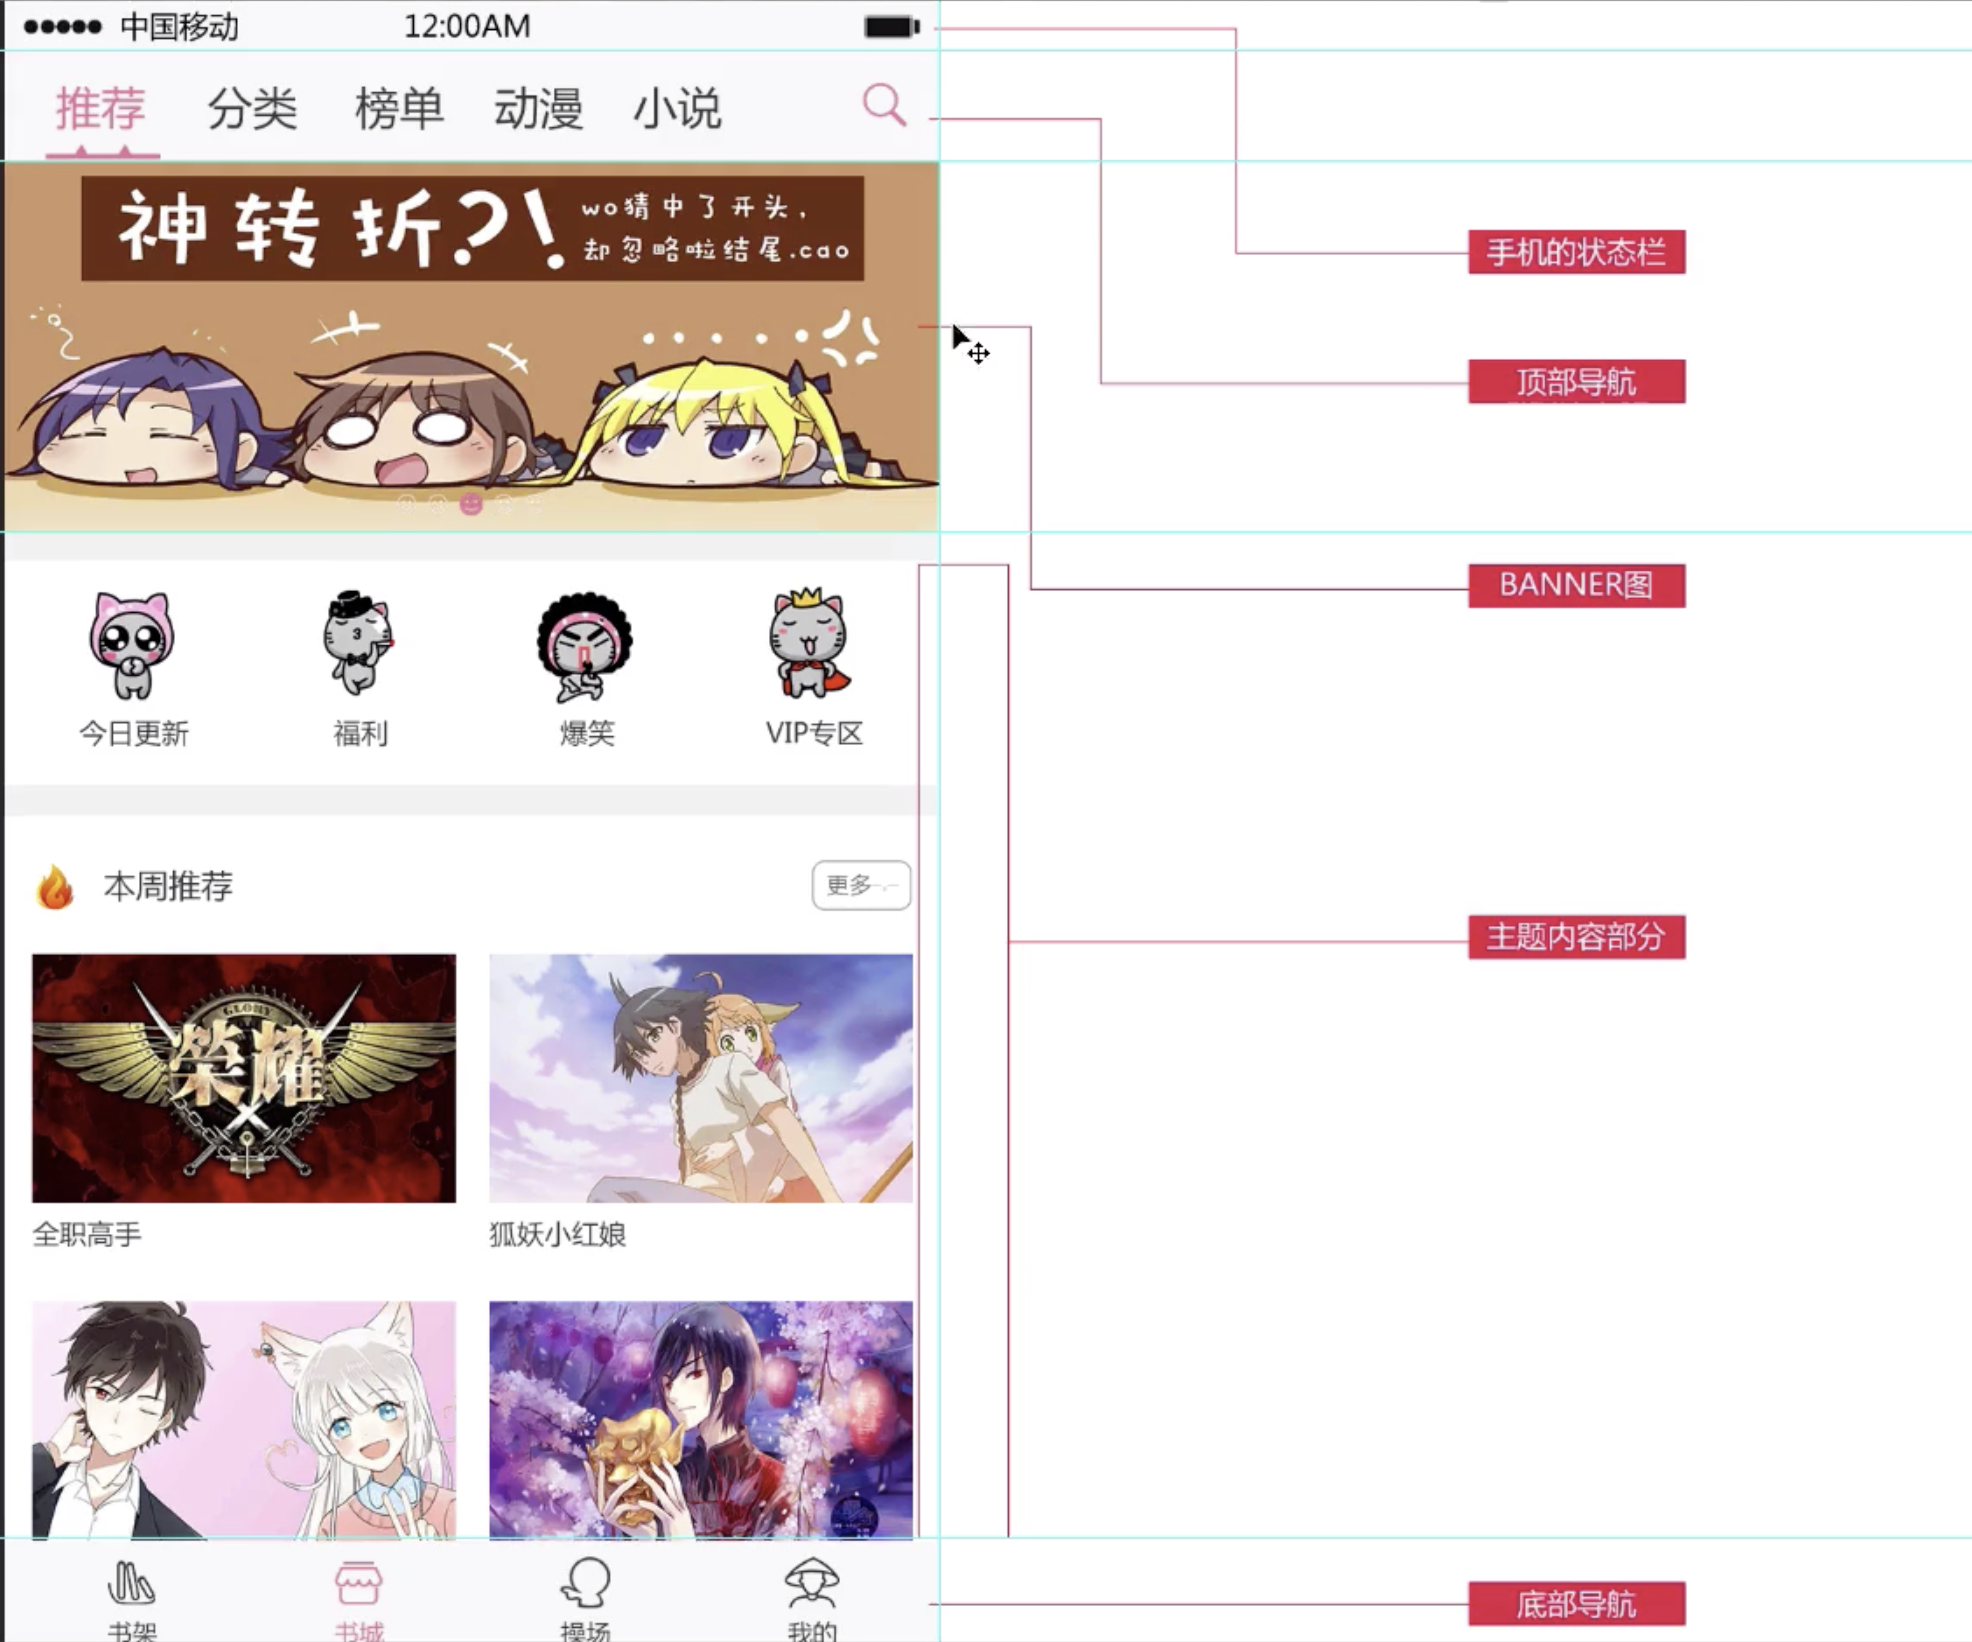 中国移动 12:00AM
推荐 分类 榜单 动漫 小说
神转折?! wo猜中了开头,
却忽略啦结尾.cao
手机的状态栏
顶部导航
BANNER图
今日更新 福利 爆笑 VIP专区
本周推荐 更多
主题内容部分
GLORY
荣耀
全职高手 狐妖小红娘
书架 书城 操场 我的
底部导航